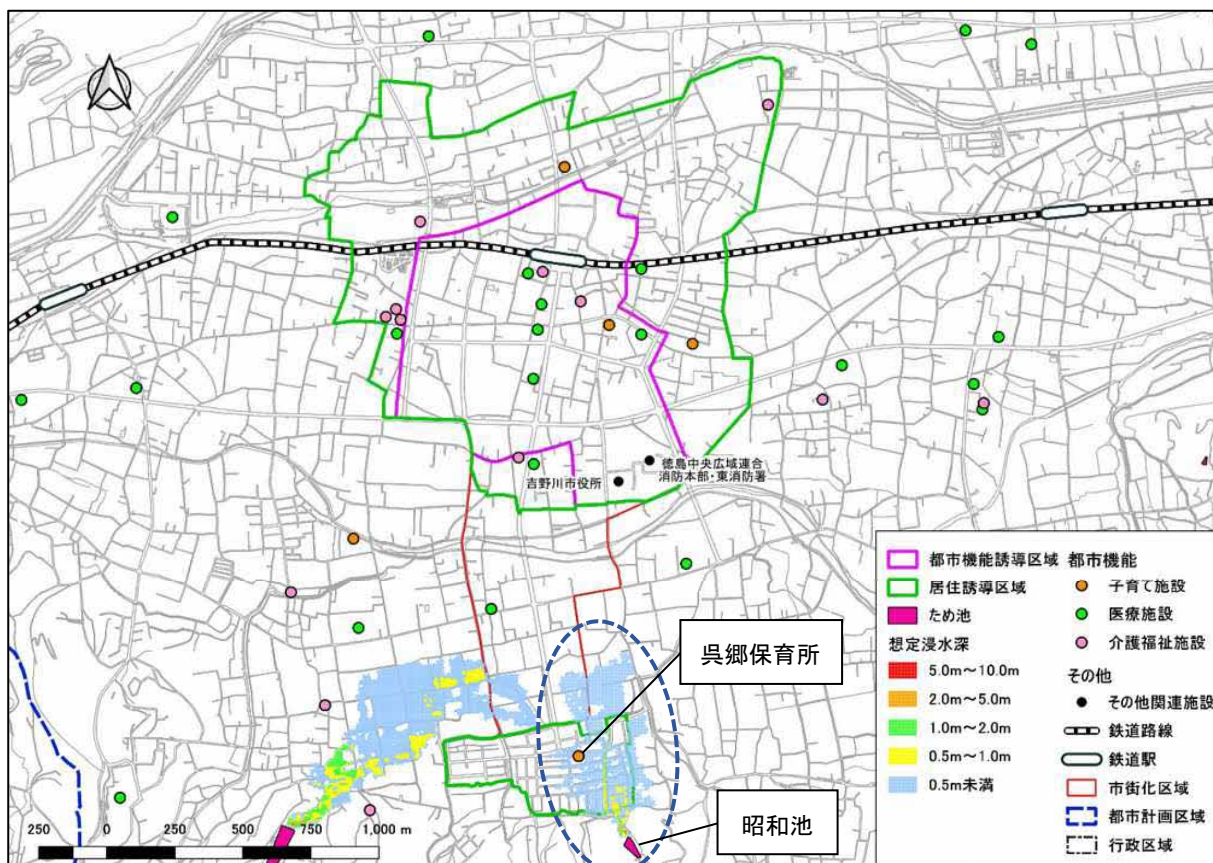 徳島中央広域連合
消防本部・東消防署
吉野川市役所
呉郷保育所
昭和池
250 0 250 500 750 1,000 m
都市機能誘導区域
居住誘導区域
ため池
想定浸水深
5.0m～10.0m
2.0m～5.0m
1.0m～2.0m
0.5m～1.0m
0.5m未満
都市機能
子育て施設
医療施設
介護福祉施設
その他
その他関連施設
鉄道路線
鉄道駅
市街化区域
都市計画区域
行政区域